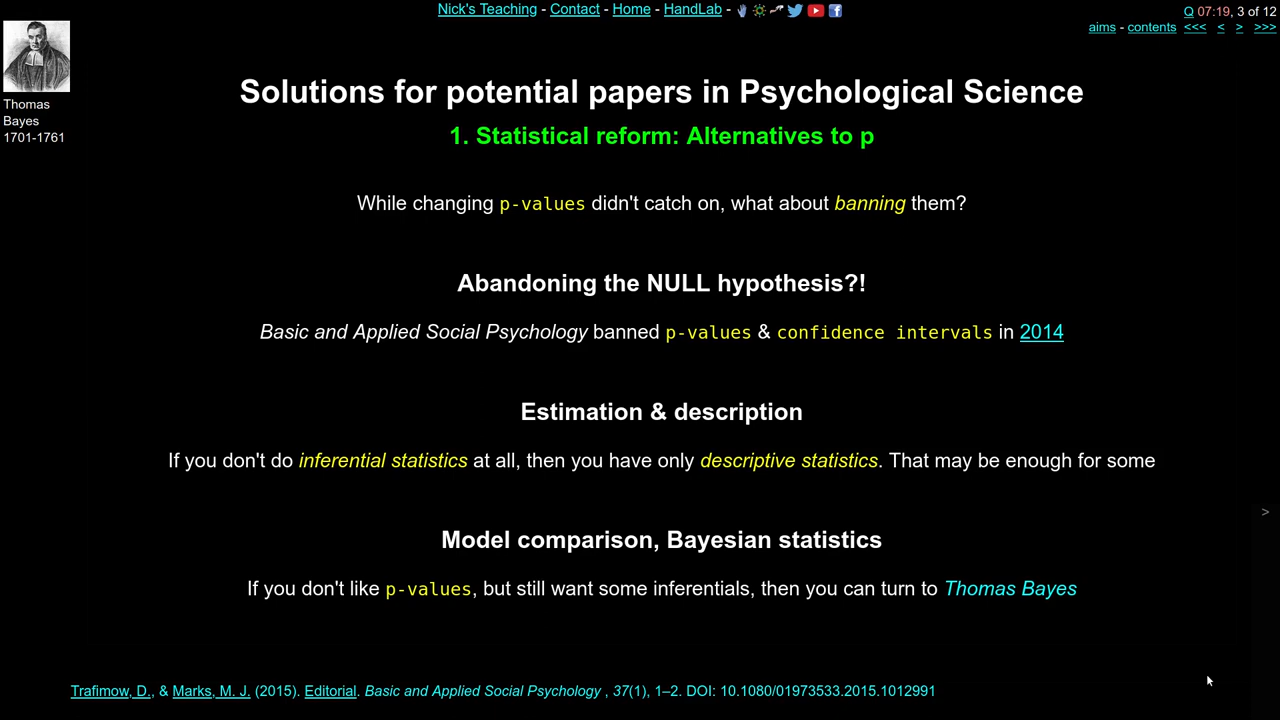 Nick's Teaching - Contact - Home - HandLab -
Q 07:19, 3 of 12
aims - contents <<< < > >>>
Thomas
Bayes
1701-1761
Solutions for potential papers in Psychological Science
1. Statistical reform: Alternatives to p
While changing p-values didn't catch on, what about banning them?
Abandoning the NULL hypothesis?!
Basic and Applied Social Psychology banned p-values & confidence intervals in 2014
Estimation & description
If you don't do inferential statistics at all, then you have only descriptive statistics. That may be enough for some
>
Model comparison, Bayesian statistics
If you don't like p-values, but still want some inferentials, then you can turn to Thomas Bayes
Trafimow, D., & Marks, M. J. (2015). Editorial. Basic and Applied Social Psychology , 37(1), 1–2. DOI: 10.1080/01973533.2015.1012991